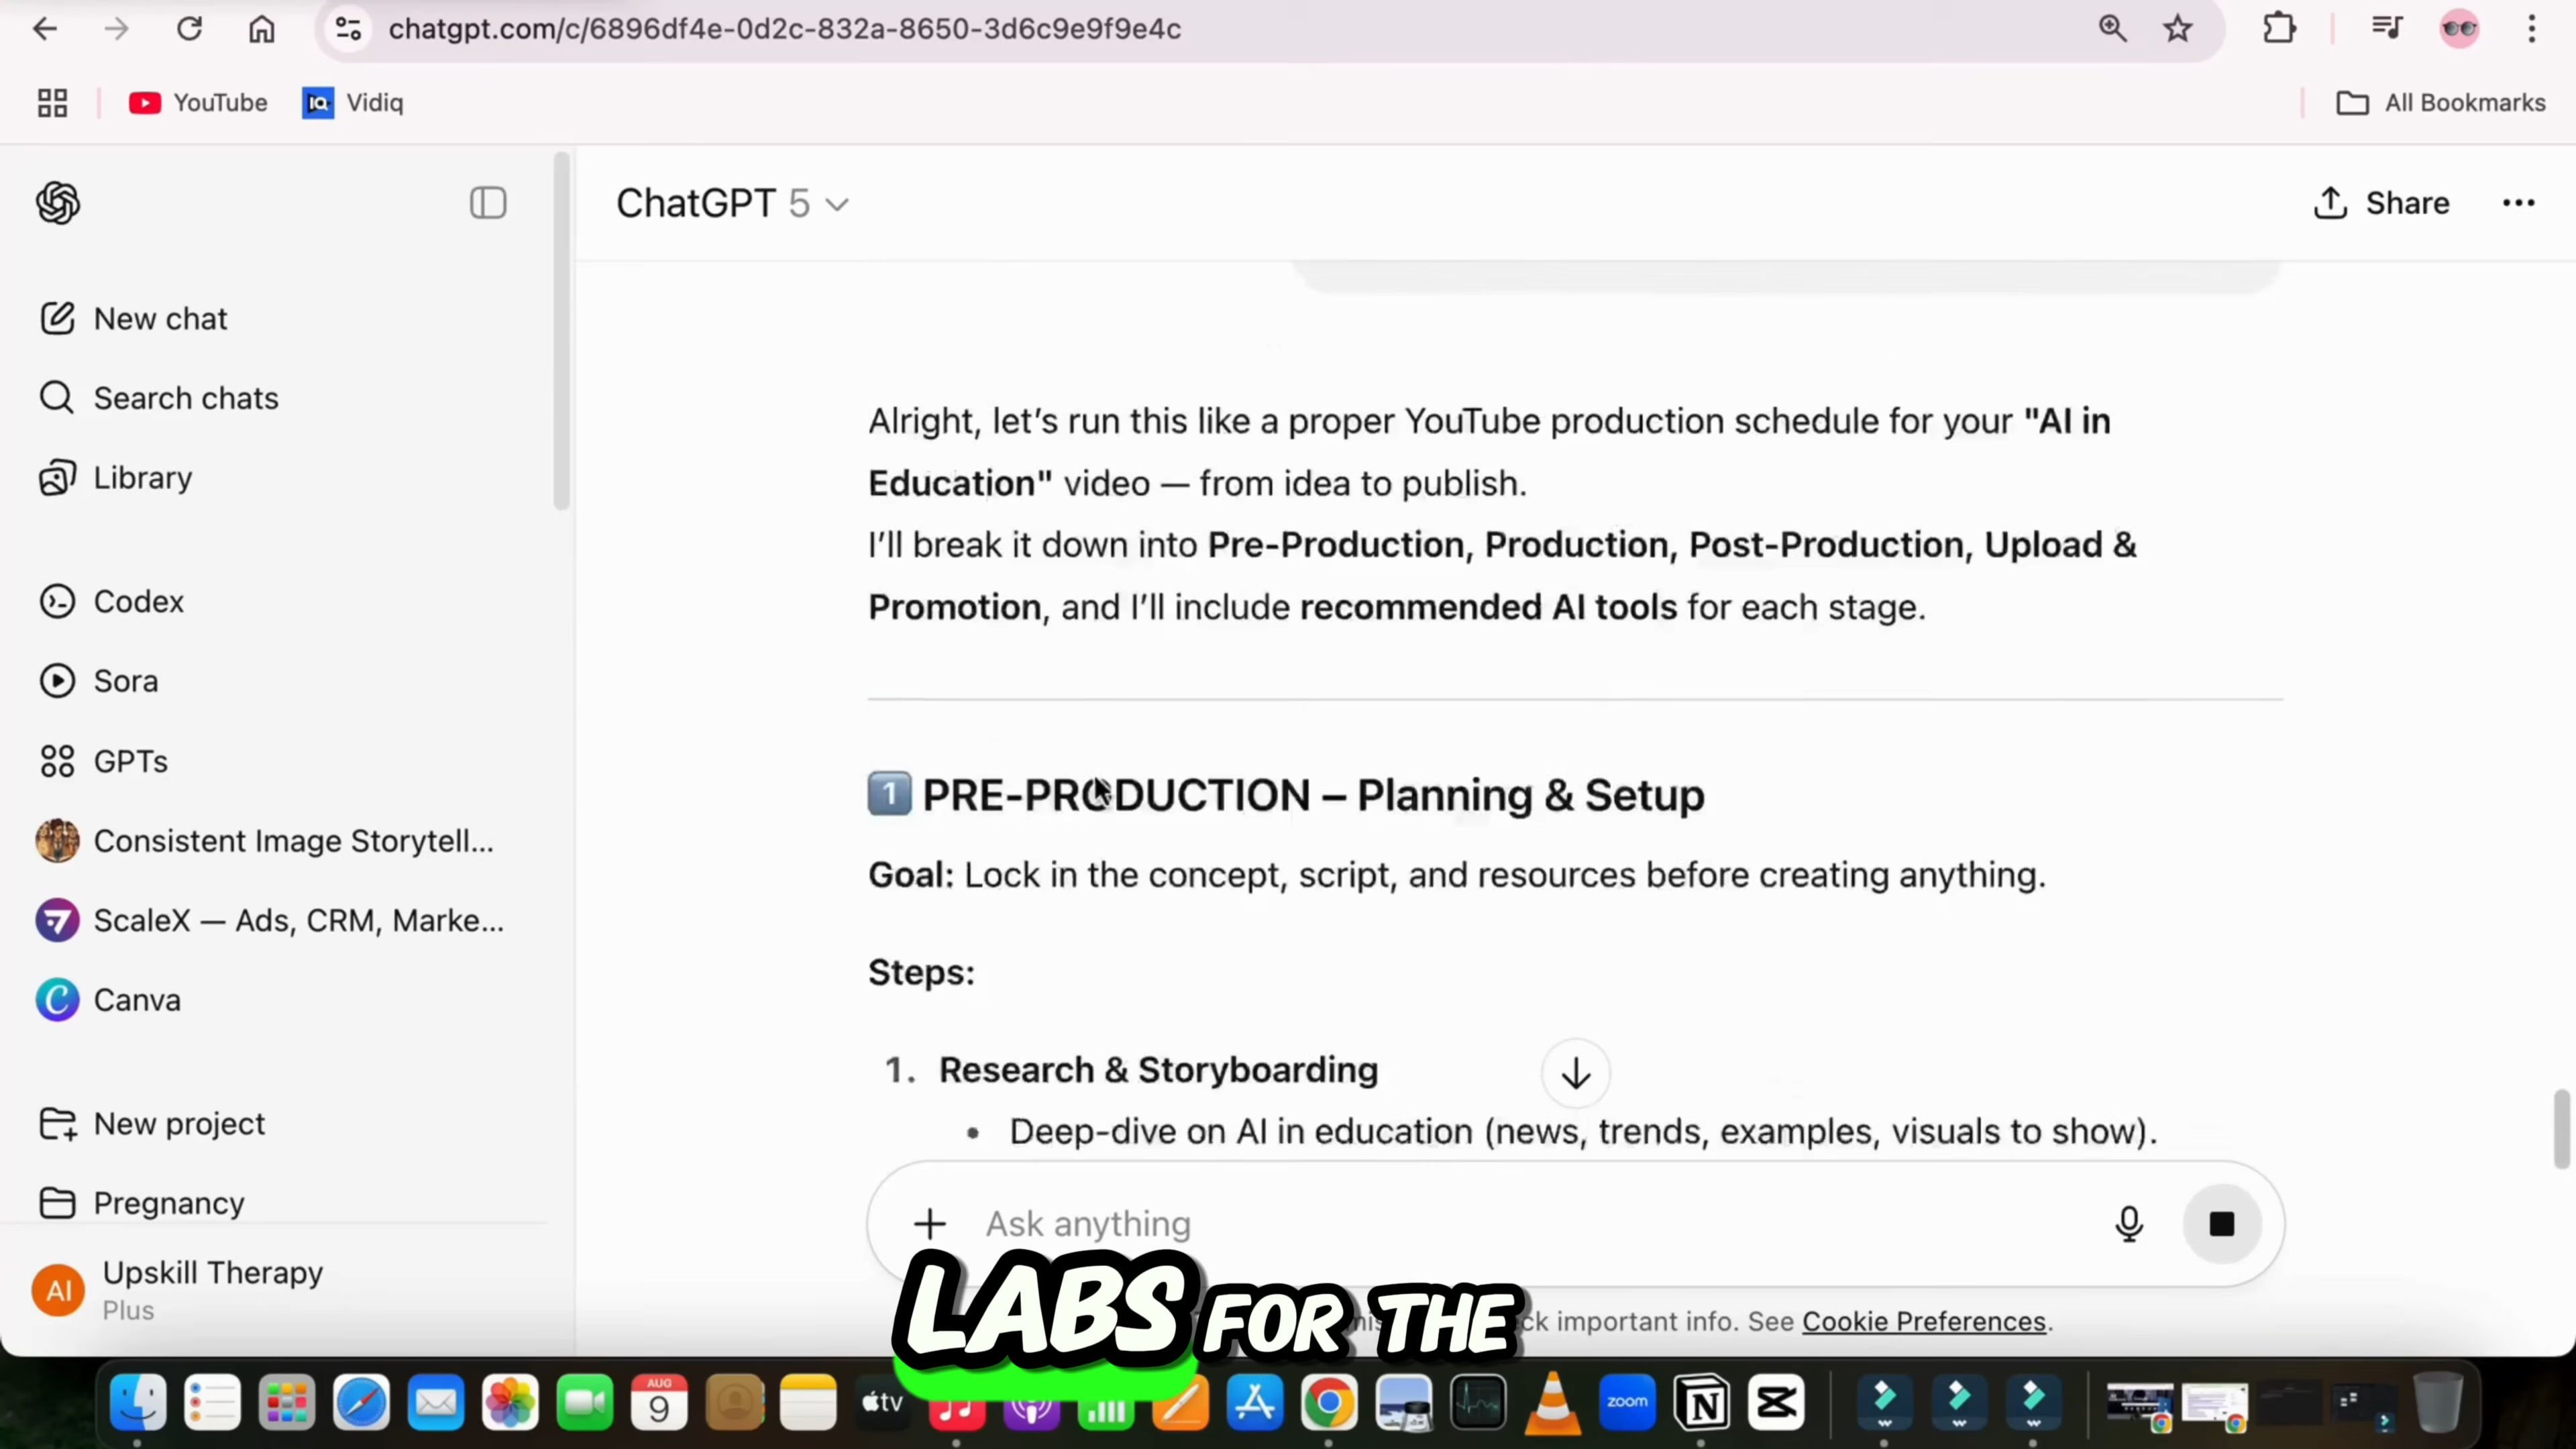 chatgpt.com/c/6896df4e-0d2c-832a-8650-3d6c9e9f9e4c
YouTube
Vidiq
All Bookmarks
ChatGPT 5
Share
New chat
Search chats
Library
Codex
Sora
GPTs
Consistent Image Storytell...
ScaleX — Ads, CRM, Marke...
Canva
New project
Pregnancy
AI
Upskill Therapy
Plus
Alright, let's run this like a proper YouTube production schedule for your "AI in
Education" video — from idea to publish.
I'll break it down into Pre-Production, Production, Post-Production, Upload &
Promotion, and I'll include recommended AI tools for each stage.
1 PRE-PRODUCTION – Planning & Setup
Goal: Lock in the concept, script, and resources before creating anything.
Steps:
1. Research & Storyboarding
• Deep-dive on AI in education (news, trends, examples, visuals to show).
Ask anything
LABS FOR THE
important info. See Cookie Preferences.
AUG
9
tv
zoom